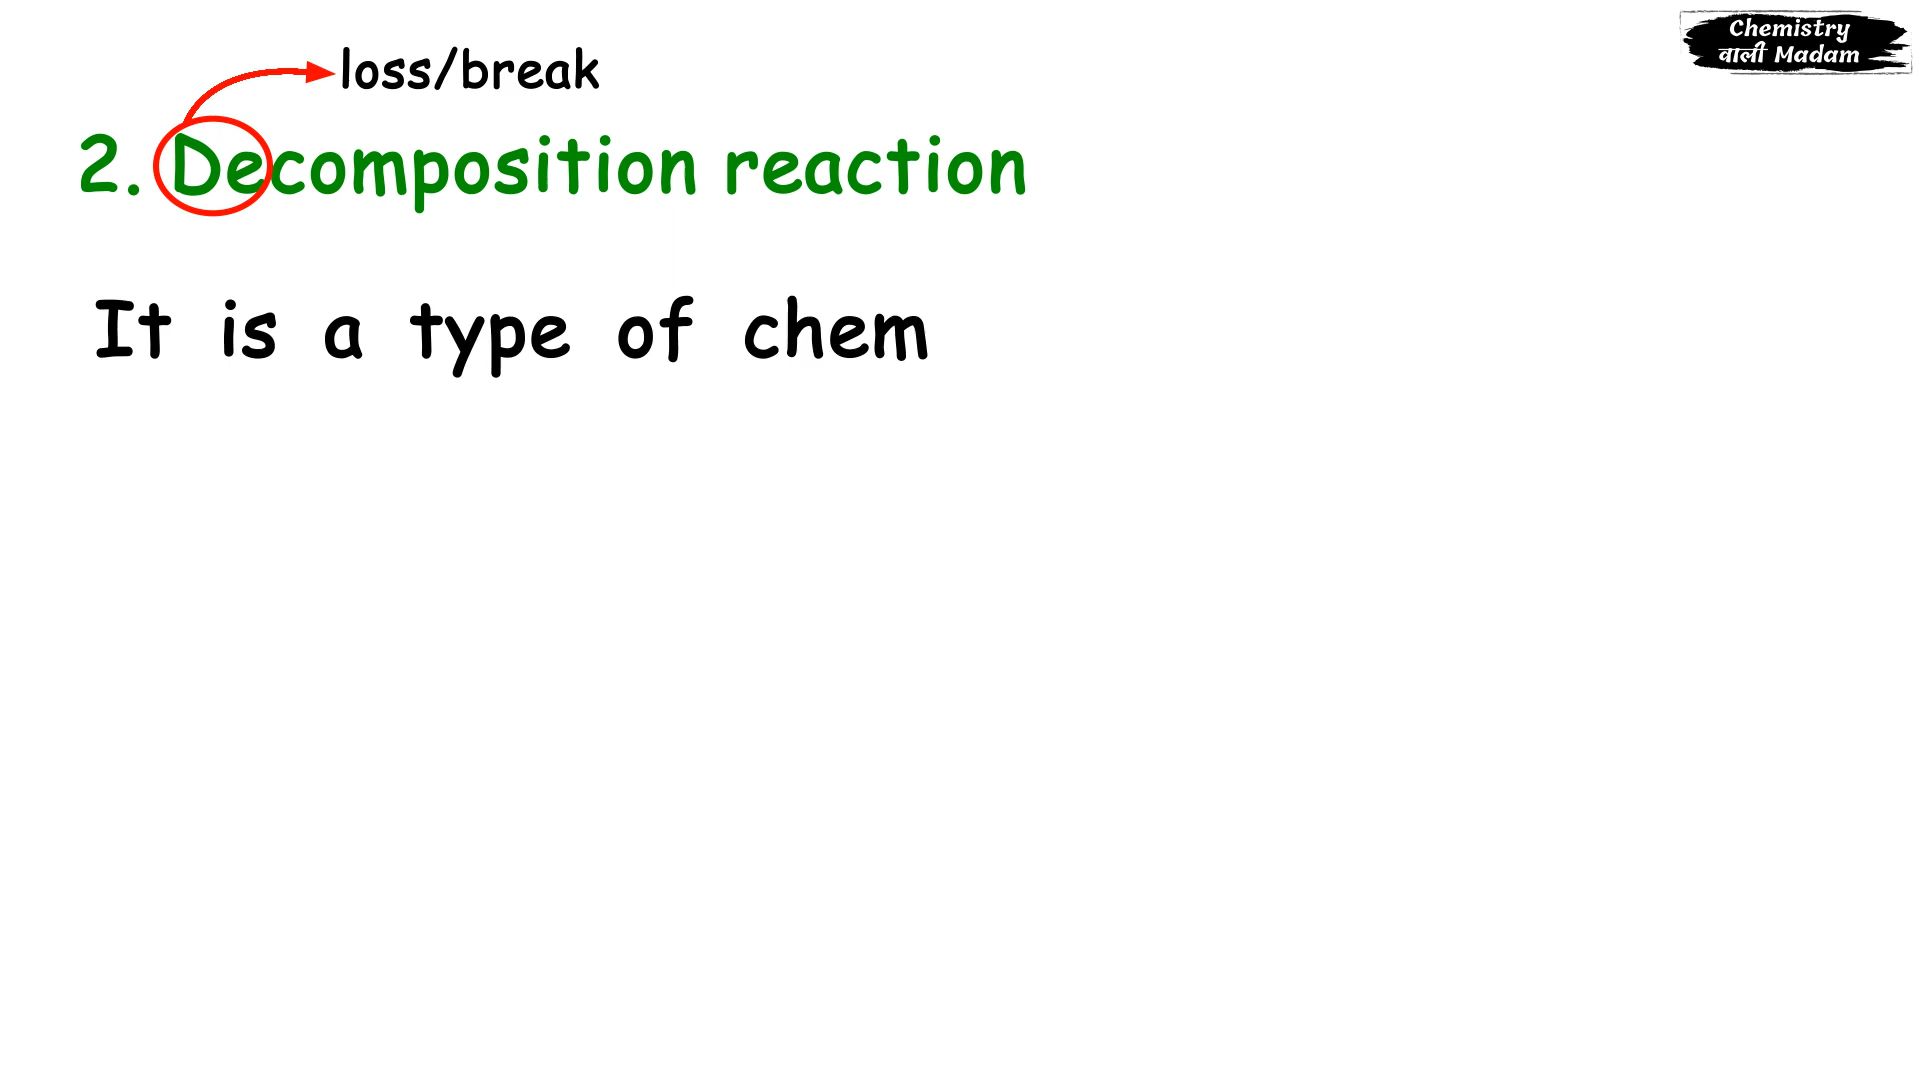 loss/break
2. Decomposition reaction
It is a type of chem
Chemistry
वाली Madam